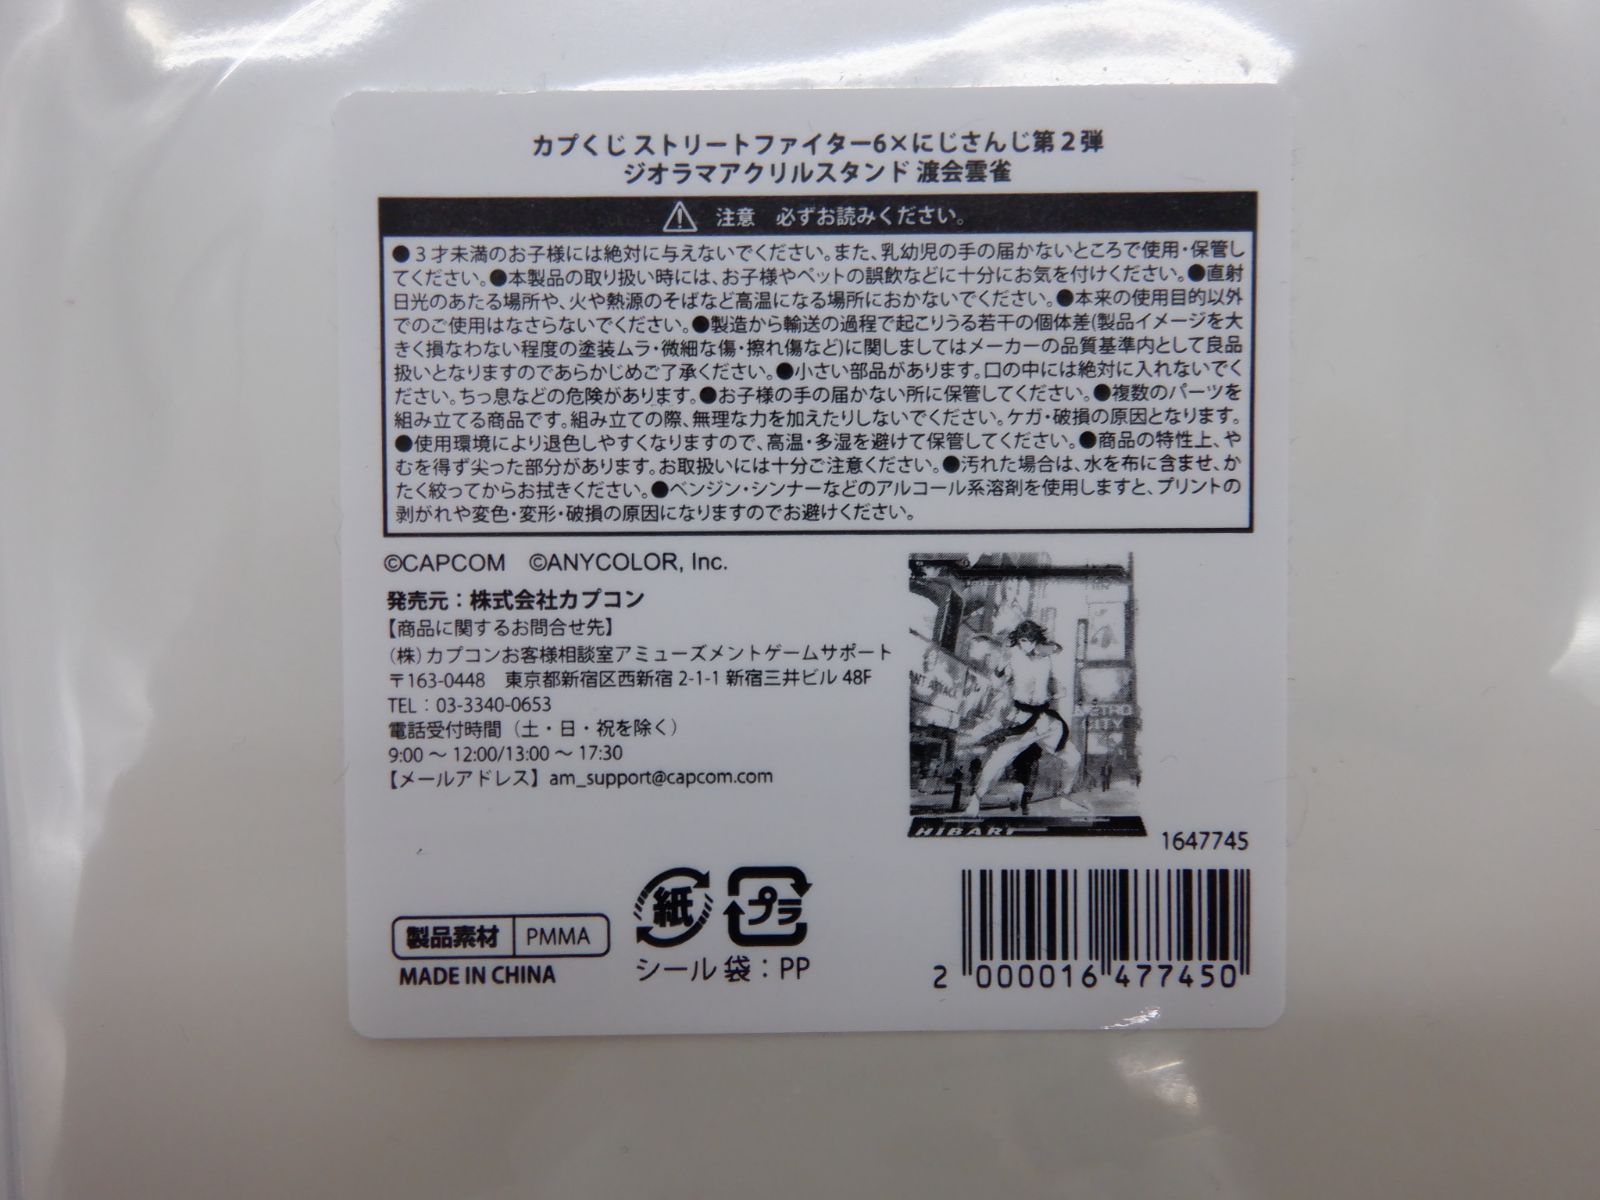 カプくじ ストリートファイター6×にじさんじ第2弾
ジオラマアクリルスタンド 渡会雲雀
注意 必ずお読みください。
●3才未満のお子様には絶対に与えないでください。また、乳幼児の手の届かないところで使用・保管し
てください。●本製品の取り扱い時には、お子様やペットの誤飲などに十分にお気を付けください。●直射
日光のあたる場所や、火や熱源のそばなど高温になる場所におかないでください。●本来の使用目的以外
でのご使用はなさらないでください。●製造から輸送の過程で起こりうる若干の個体差(製品イメージを大
きく損なわない程度の塗装ムラ・微細な傷・擦れ傷など)に関しましてはメーカーの品質基準内として良品
扱いとなりますのであらかじめご了承ください。●小さい部品があります。口の中には絶対に入れないでく
ださい。ちっ息などの危険があります。●お子様の手の届かない所に保管してください。●複数のパーツを
組み立てる商品です。組み立ての際、無理な力を加えたりしないでください。ケガ・破損の原因となります。
●使用環境により退色しやすくなりますので、高温・多湿を避けて保管してください。●商品の特性上、や
むを得ず尖った部分があります。お取扱いには十分ご注意ください。●汚れた場合は、水を布に含ませ、か
たく絞ってからお拭きください。●ベンジン・シンナーなどのアルコール系溶剤を使用しますと、プリントの
剥がれや変色・変形・破損の原因になりますのでお避けください。
©CAPCOM ©ANYCOLOR, Inc.
発売元：株式会社カプコン
【商品に関するお問合せ先】
(株)カプコンお客様相談室アミューズメントゲームサポート
〒163-0448 東京都新宿区西新宿 2-1-1 新宿三井ビル 48F
TEL：03-3340-0653
電話受付時間（土・日・祝を除く）
9:00 ～ 12:00/13:00 ～ 17:30
【メールアドレス】am_support@capcom.com
METRO
CITY
HIBARI
1647745
紙 プラ
シール 袋：PP
製品素材 PMMA
MADE IN CHINA
2 000016 477450